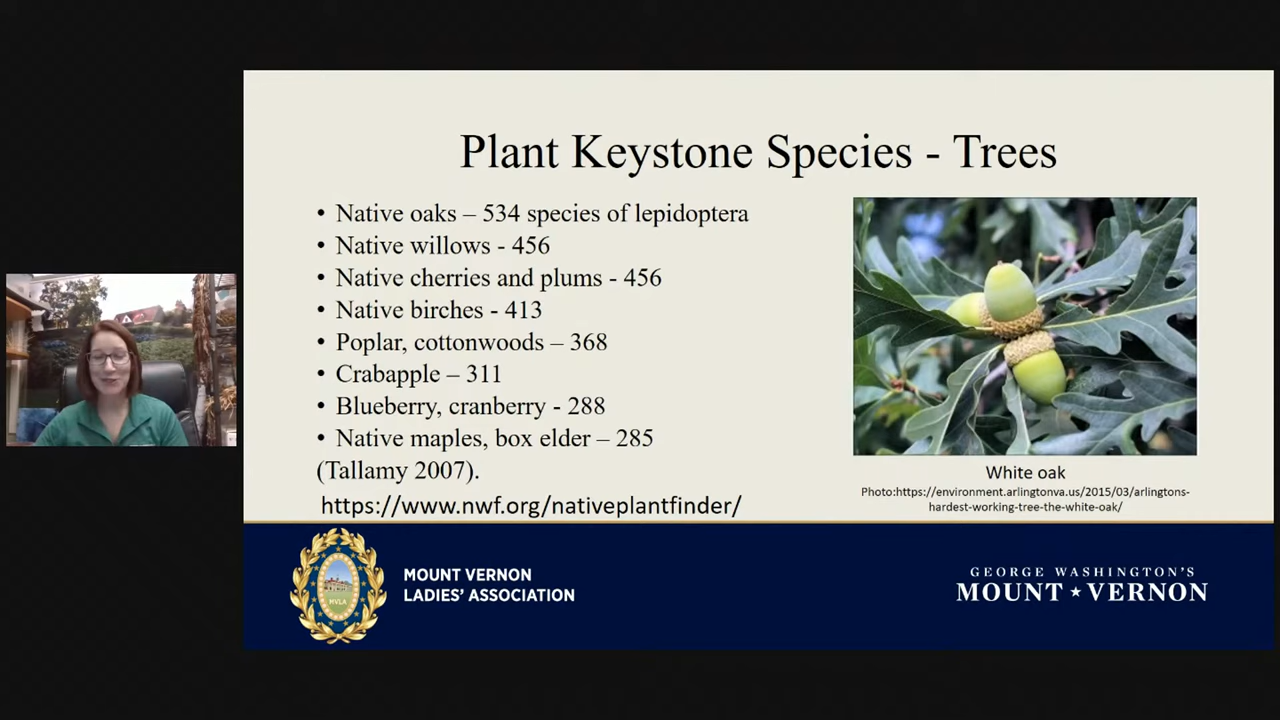 Plant Keystone Species - Trees
• Native oaks – 534 species of lepidoptera
• Native willows - 456
• Native cherries and plums - 456
• Native birches - 413
• Poplar, cottonwoods – 368
• Crabapple – 311
• Blueberry, cranberry - 288
• Native maples, box elder – 285
(Tallamy 2007).
https://www.nwf.org/nativeplantfinder/
White oak
Photo:https://environment.arlingtonva.us/2015/03/arlingtons-
hardest-working-tree-the-white-oak/
MVLA
MOUNT VERNON
LADIES’ ASSOCIATION
GEORGE WASHINGTON’S
MOUNT ★ VERNON